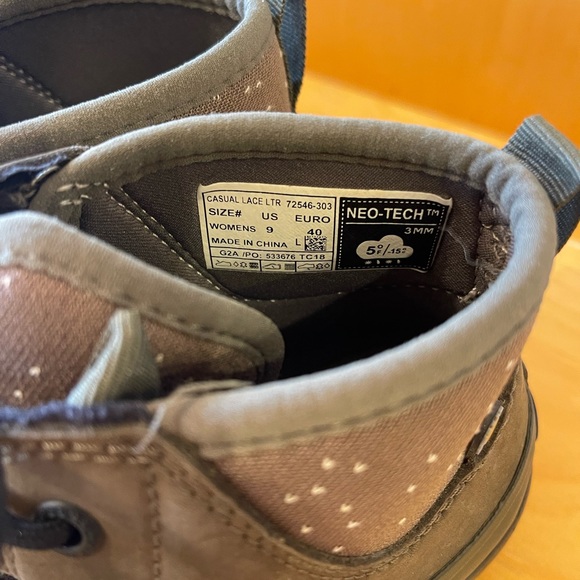 CASUAL LACE LTR 72546-303
SIZE# US EURO
WOMENS 9 40
MADE IN CHINA L
G2A /PO: 533676 TC18
NEO-TECH™
3MM
5°F/-15°C